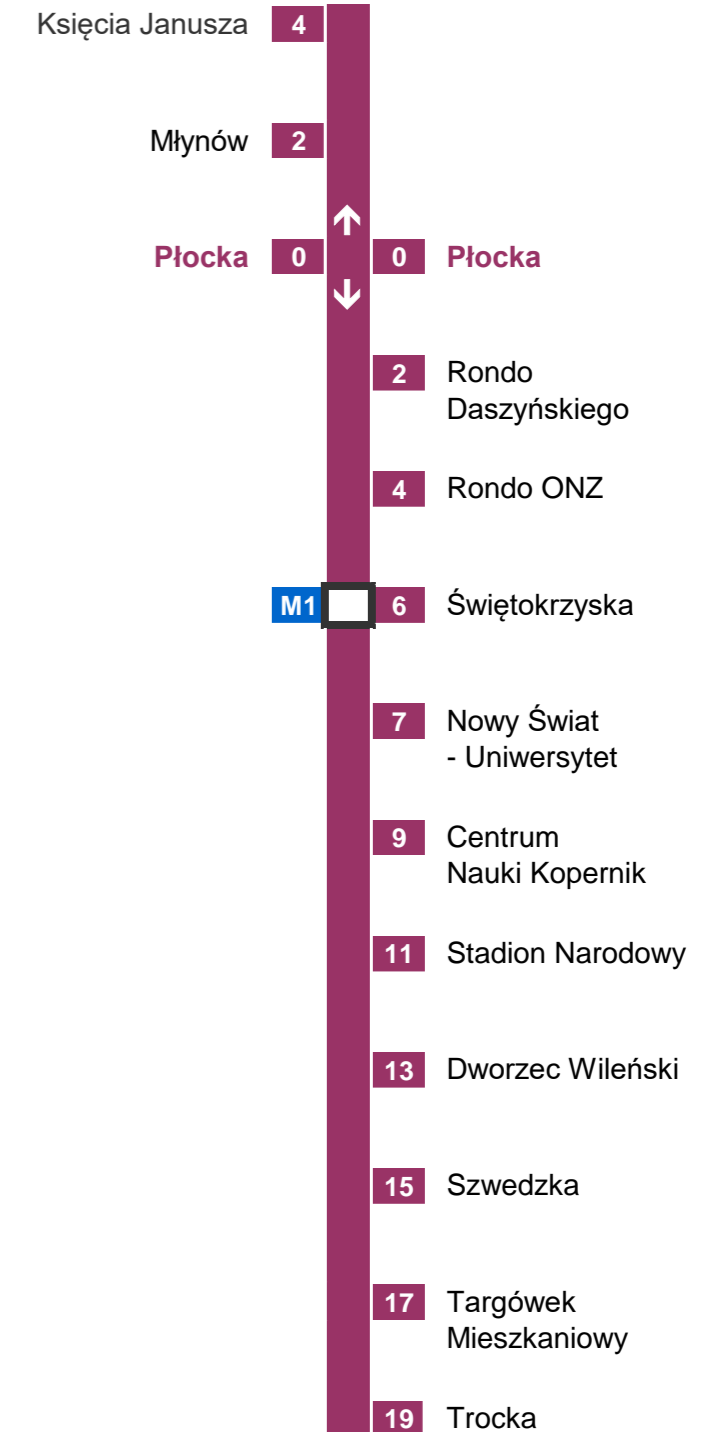 Księcia Janusza 4
Młynów 2
Płocka 0 0 Płocka
2 Rondo
Daszyńskiego
4 Rondo ONZ
M1 6 Świętokrzyska
7 Nowy Świat
- Uniwersytet
9 Centrum
Nauki Kopernik
11 Stadion Narodowy
13 Dworzec Wileński
15 Szwedzka
17 Targówek
Mieszkaniowy
19 Trocka